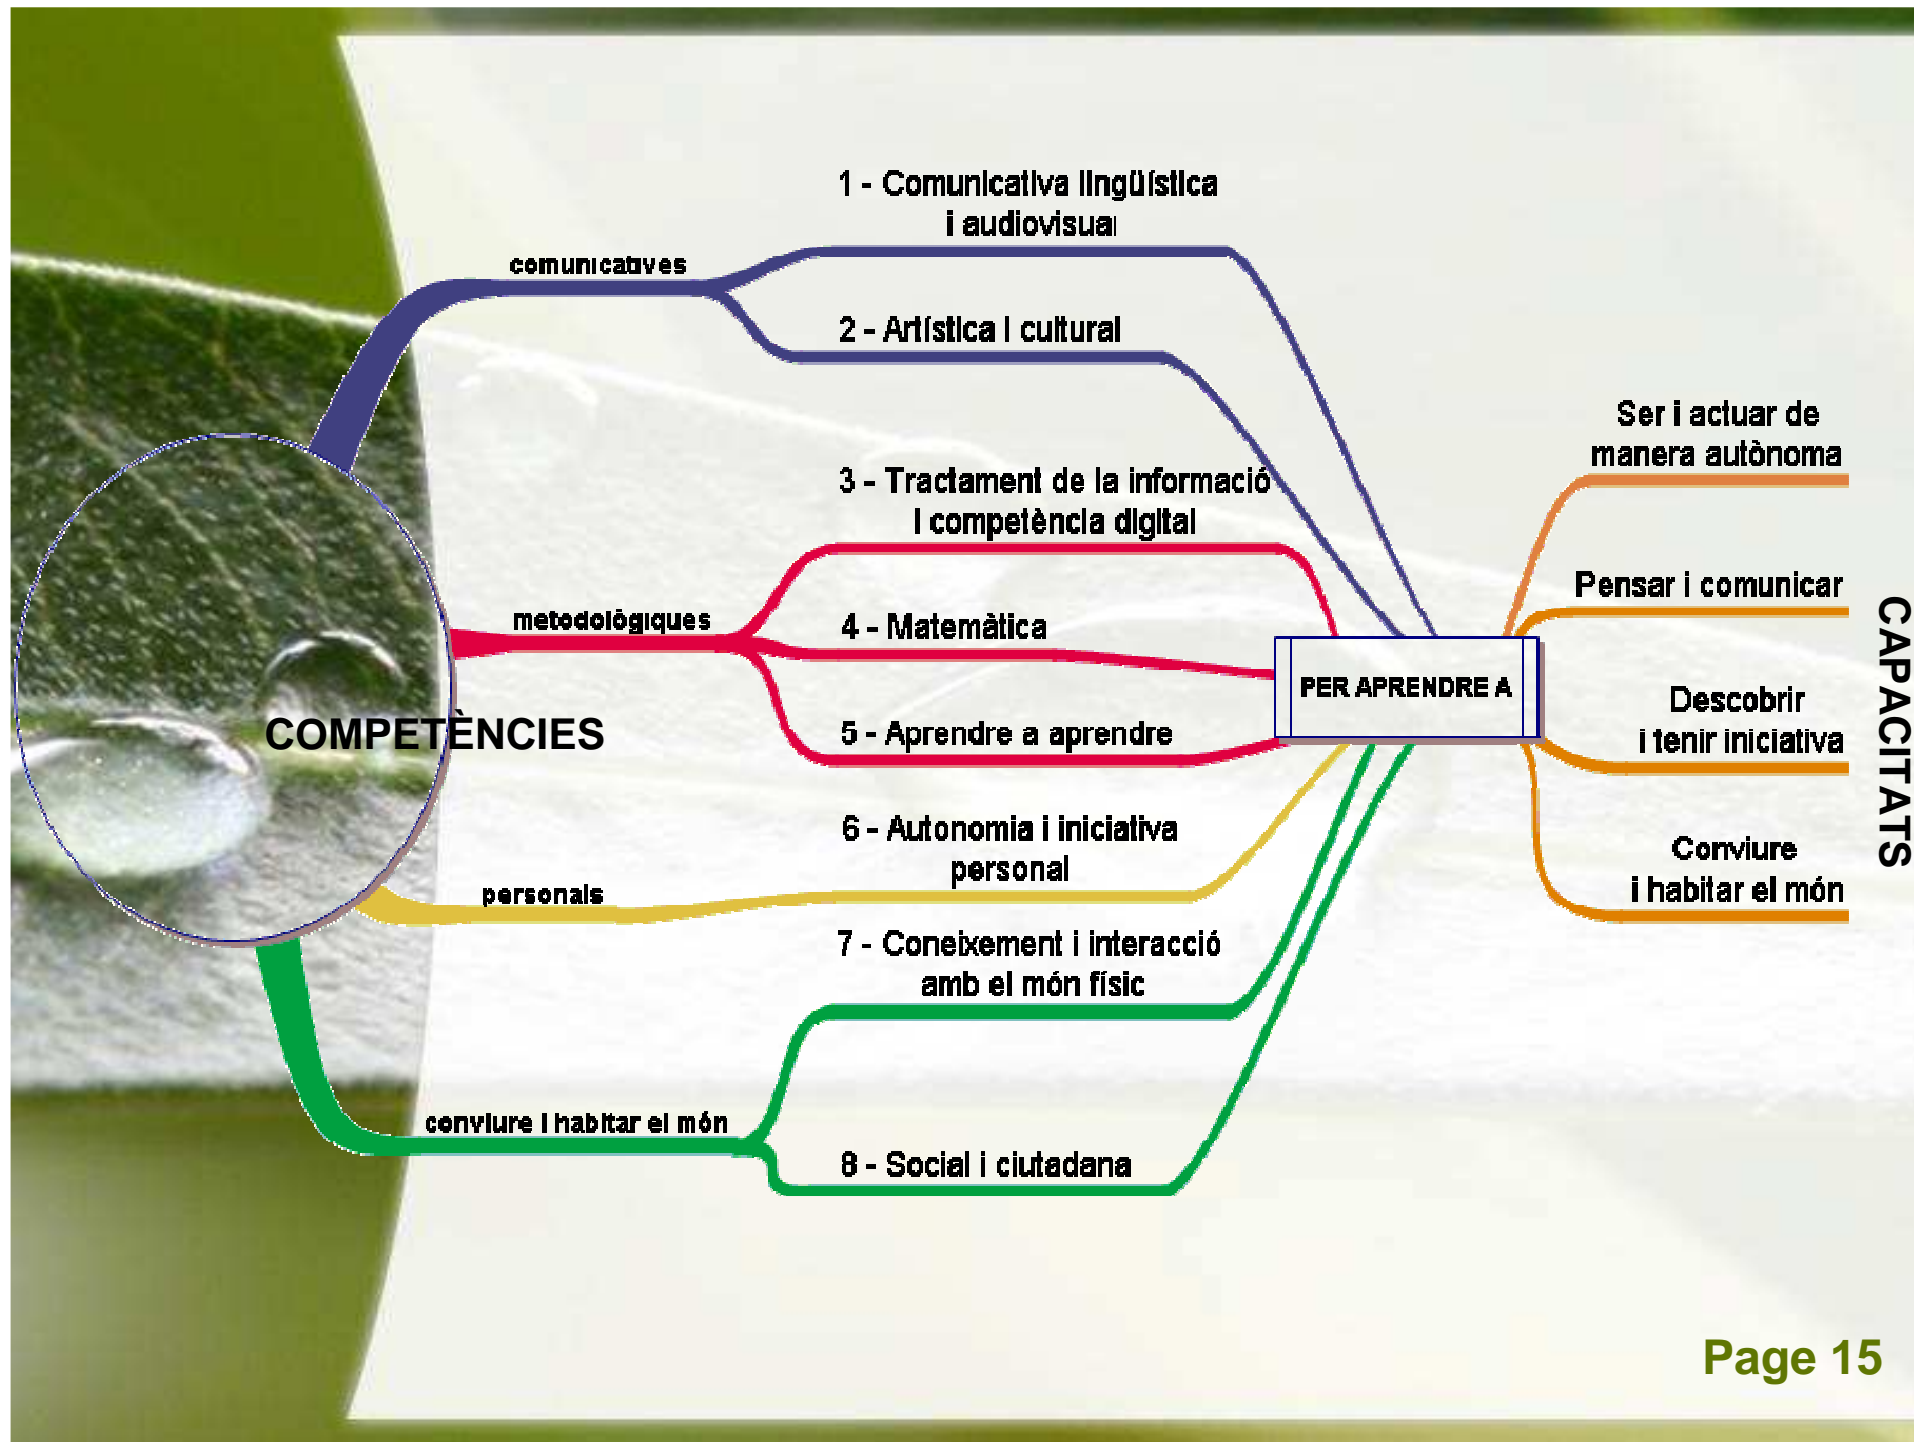 COMPETÈNCIES
comunicatives
1 - Comunicativa lingüística
i audiovisual
2 - Artística i cultural
metodològiques
3 - Tractament de la informació
i competència digital
4 - Matemàtica
5 - Aprendre a aprendre
personals
6 - Autonomia i iniciativa
personal
conviure i habitar el món
7 - Coneixement i interacció
amb el món físic
8 - Social i ciutadana
PER APRENDRE A
Ser i actuar de
manera autònoma
Pensar i comunicar
Descobrir
i tenir iniciativa
Conviure
i habitar el món
CAPACITATS
Page 15